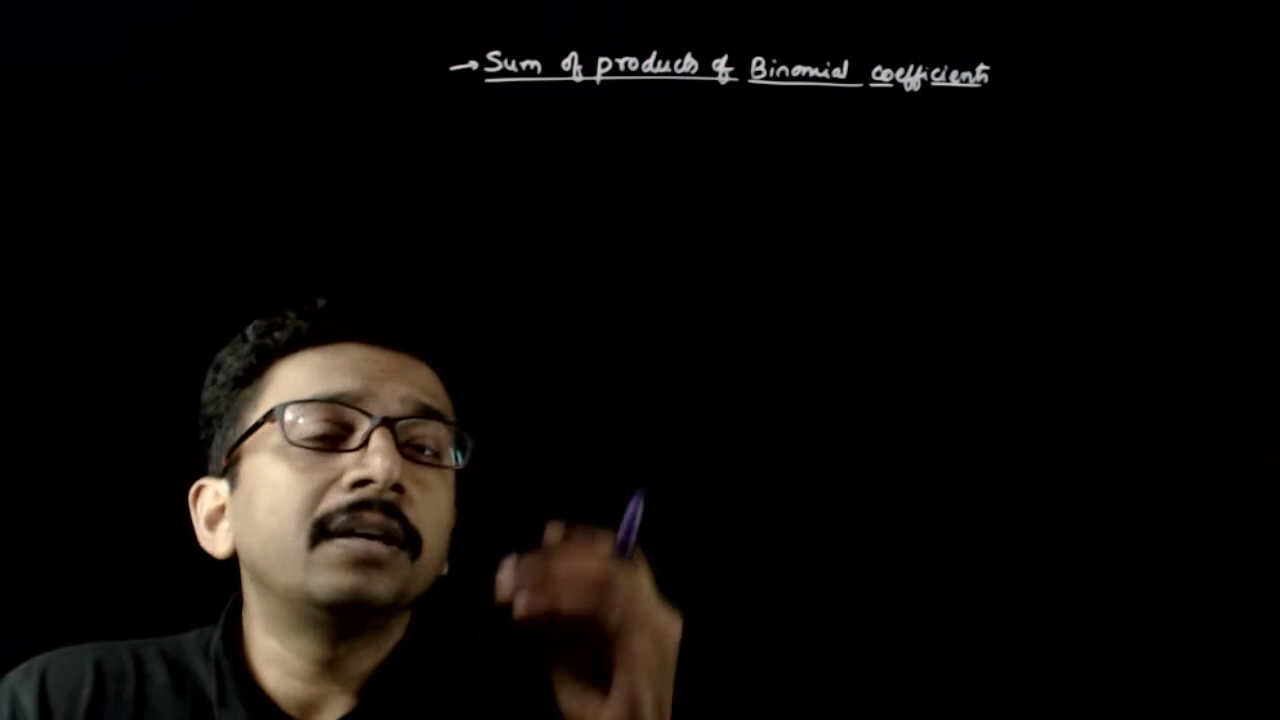 → Sum of products of Binomial coefficients